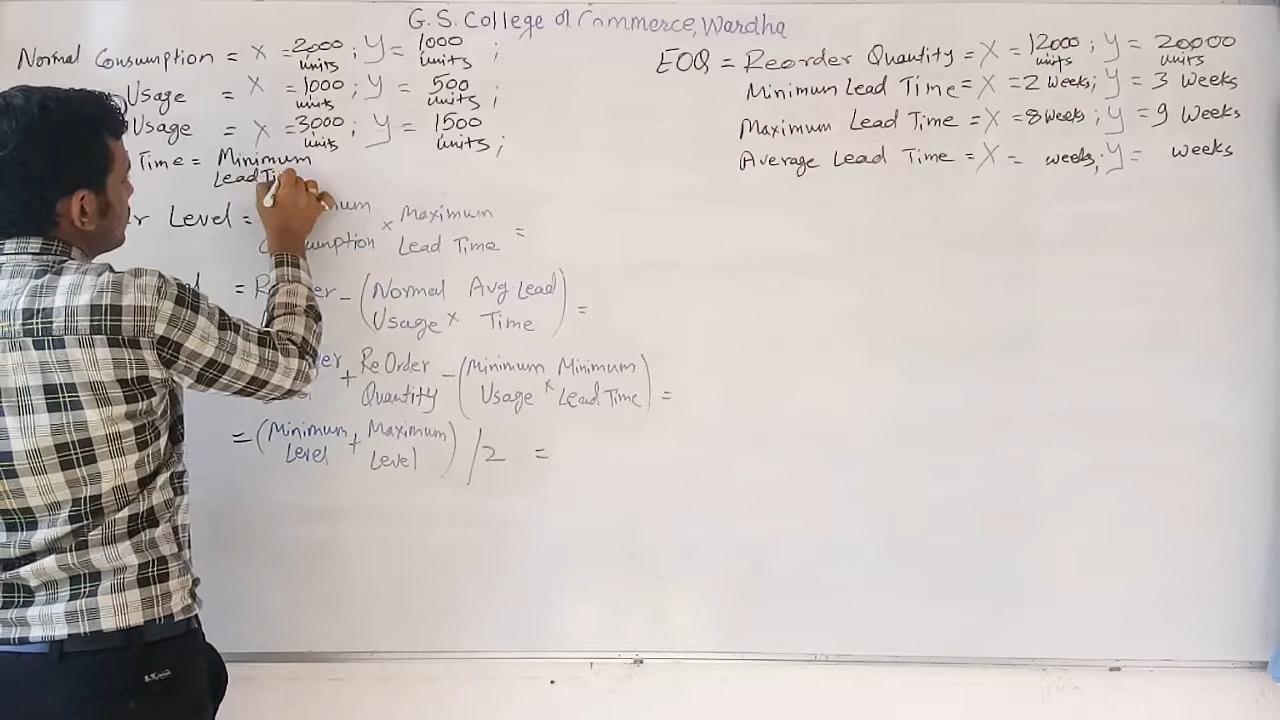 G. S. College of Commerce, Wardha
Normal Consumption = X = 2000 units ; Y = 1000 units ;
Usage = X = 1000 units ; Y = 500 units ;
Usage = X = 3000 units ; Y = 1500 units ;
Time = Minimum
Lead
Level =
× Maximum
Lead Time =
= - (Normal Avg. Lead
Usage × Time) =
+ ReOrder Quantity - (Minimum Usage × Minimum Lead Time) =
= (Minimum Level + Maximum Level) / 2 =
EOQ = Reorder Quantity = X = 12000 units ; Y = 20000 units
Minimum Lead Time = X = 2 Weeks; Y = 3 Weeks
Maximum Lead Time = X = 8 Weeks ; Y = 9 Weeks
Average Lead Time = X = weeks; Y = weeks